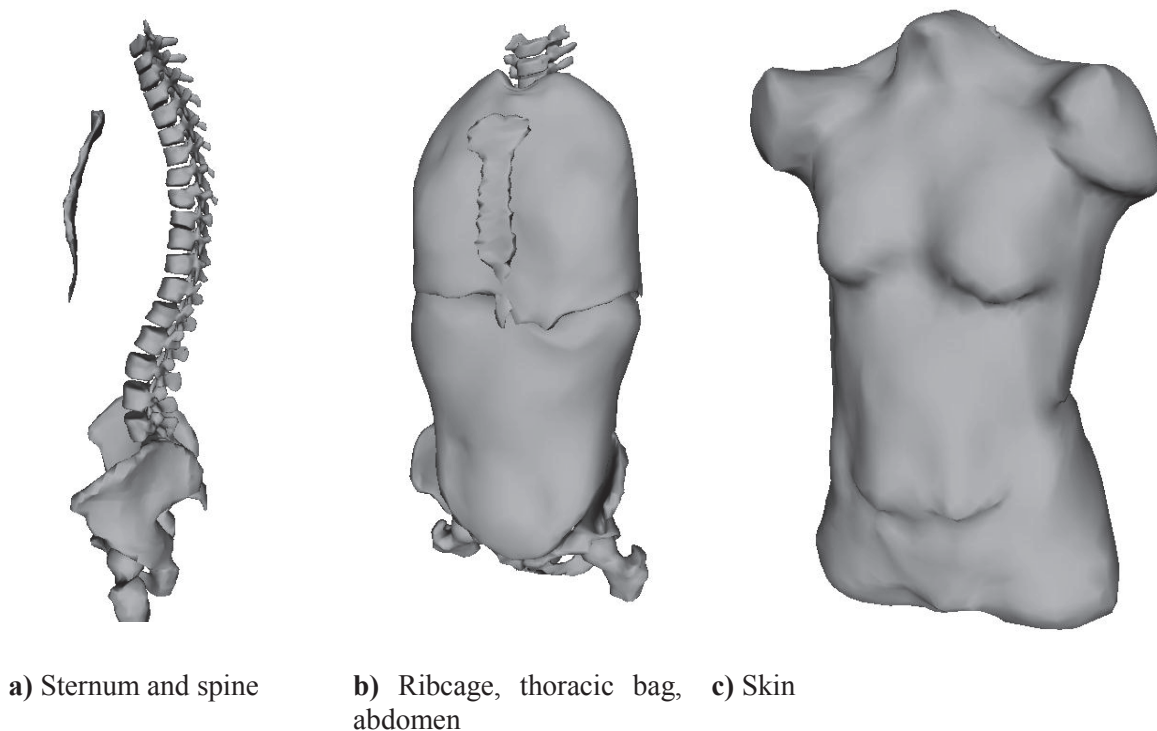 a) Sternum and spine
b) Ribcage, thoracic bag,
abdomen
c) Skin